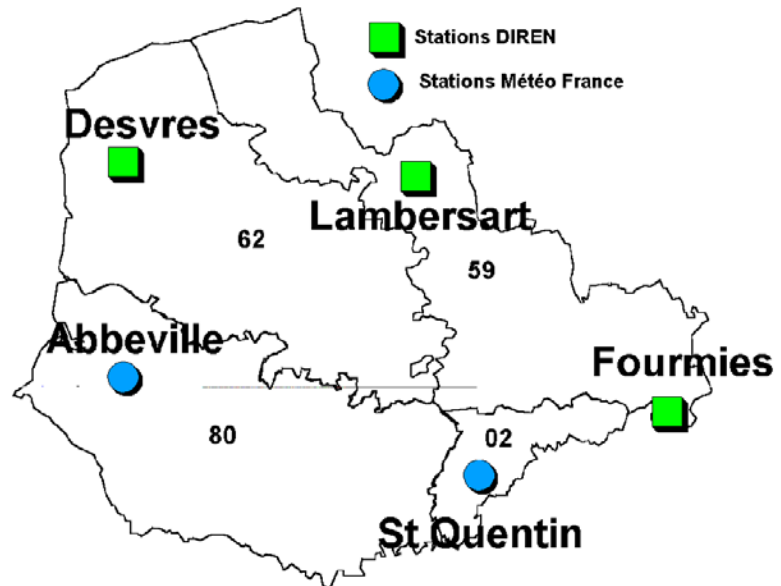 Stations DIREN
Stations Météo France
Desvres
Lambersart
62
59
Abbeville
Fourmies
80
02
St Quentin